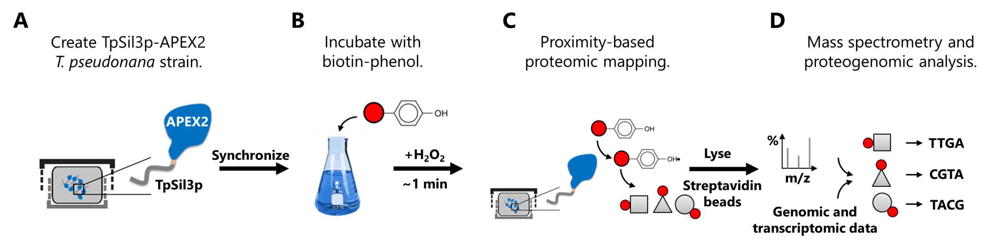 A
Create TpSil3p-APEX2
T. pseudonana strain.
APEX2
TpSil3p
Synchronize
B
Incubate with
biotin-phenol.
OH
+H₂O₂
~1 min
C
Proximity-based
proteomic mapping.
OH
OH•
Lyse
Streptavidin
beads
D
Mass spectrometry and
proteogenomic analysis.
%
m/z
Genomic and
transcriptomic data
TTGA
CGTA
TACG